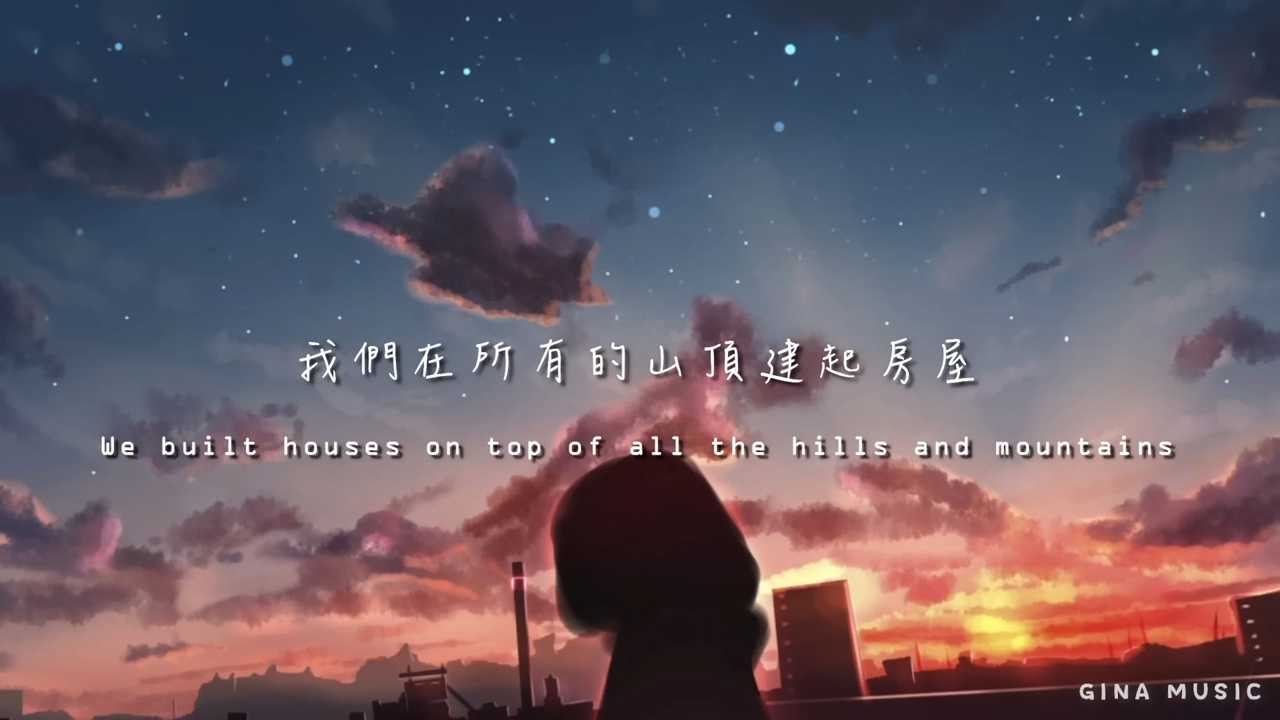 我們在所有的山頂建起房屋
We built houses on top of all the hills and mountains
GINA MUSIC